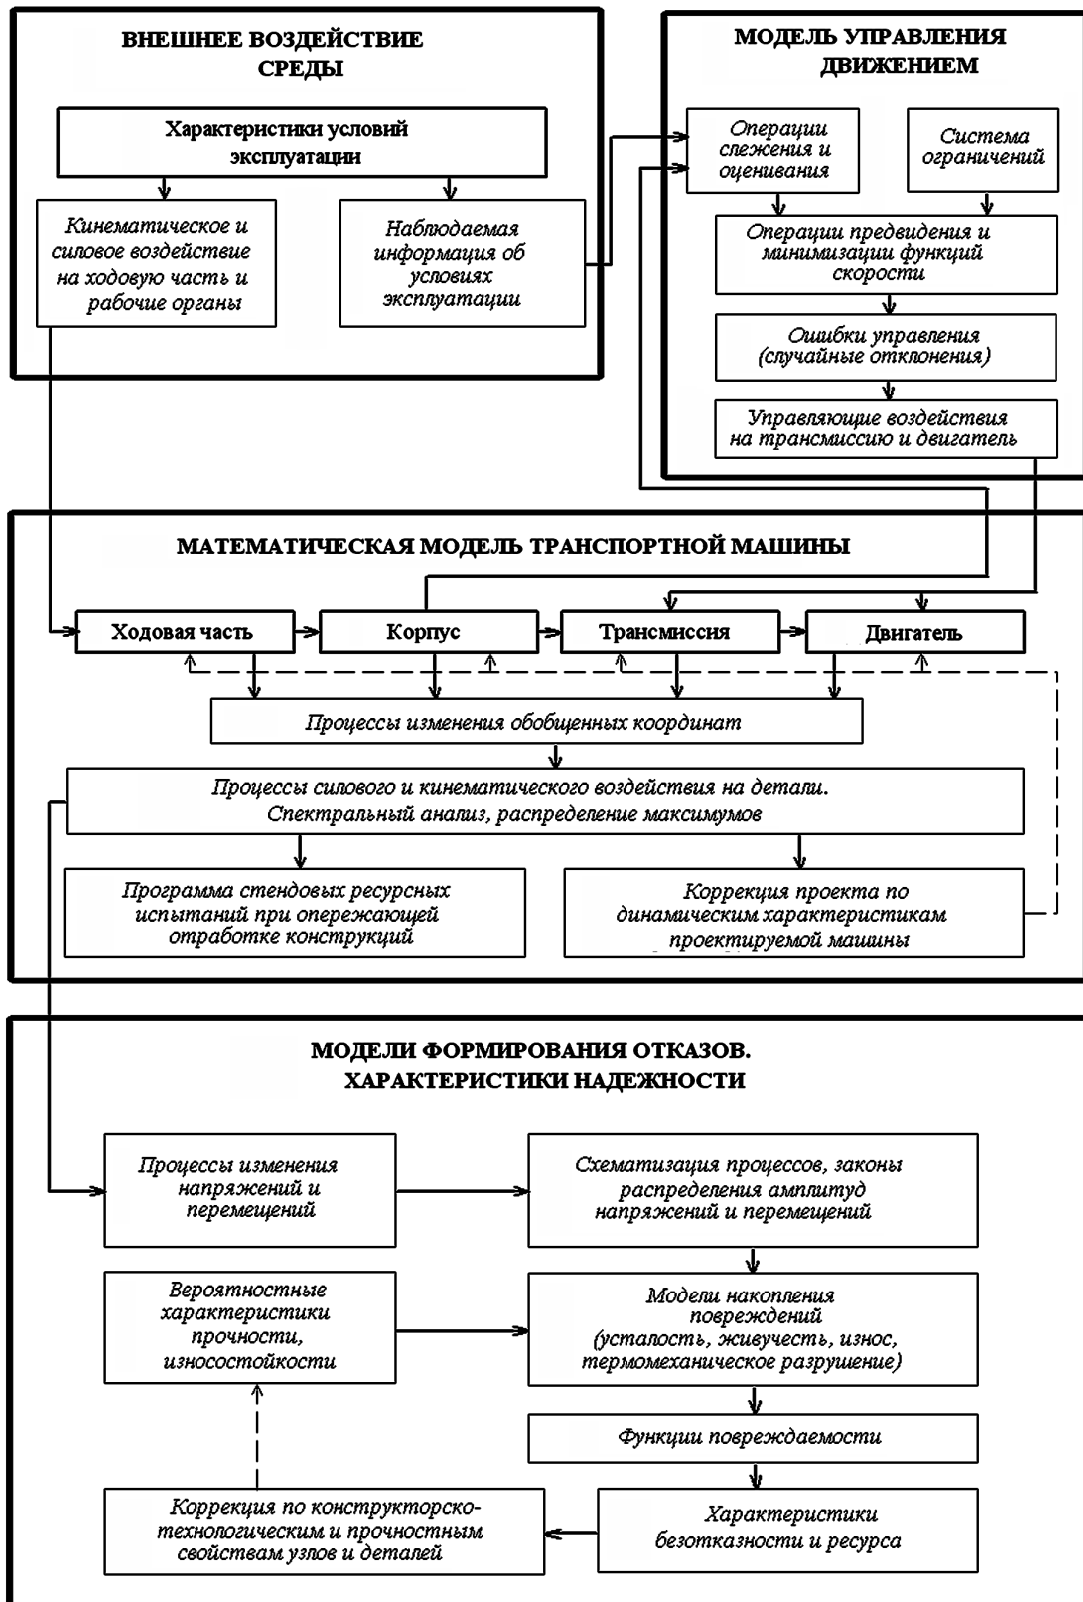 ВНЕШНЕЕ ВОЗДЕЙСТВИЕ
СРЕДЫ
Характеристики условий
эксплуатации
Кинематическое и
силовое воздействие
на ходовую часть и
рабочие органы
Наблюдаемая
информация об
условиях
эксплуатации
МОДЕЛЬ УПРАВЛЕНИЯ
ДВИЖЕНИЕМ
Операции
слежения и
оценивания
Система
ограничений
Операции предвидения и
минимизации функций
скорости
Ошибки управления
(случайные отклонения)
Управляющие воздействия
на трансмиссию и двигатель
МАТЕМАТИЧЕСКАЯ МОДЕЛЬ ТРАНСПОРТНОЙ МАШИНЫ
Ходовая часть
Корпус
Трансмиссия
Двигатель
Процессы изменения обобщенных координат
Процессы силового и кинематического воздействия на детали.
Спектральный анализ, распределение максимумов
Программа стендовых ресурсных
испытаний при опережающей
отработке конструкций
Коррекция проекта по
динамическим характеристикам
проектируемой машины
МОДЕЛИ ФОРМИРОВАНИЯ ОТКАЗОВ.
ХАРАКТЕРИСТИКИ НАДЕЖНОСТИ
Процессы изменения
напряжений и
перемещений
Схематизация процессов, законы
распределения амплитуд
напряжений и перемещений
Вероятностные
характеристики
прочности,
износостойкости
Модели накопления
повреждений
(усталость, живучесть, износ,
термомеханическое разрушение)
Функции повреждаемости
Коррекция по конструкторско-
технологическим и прочностным
свойствам узлов и деталей
Характеристики
безотказности и ресурса